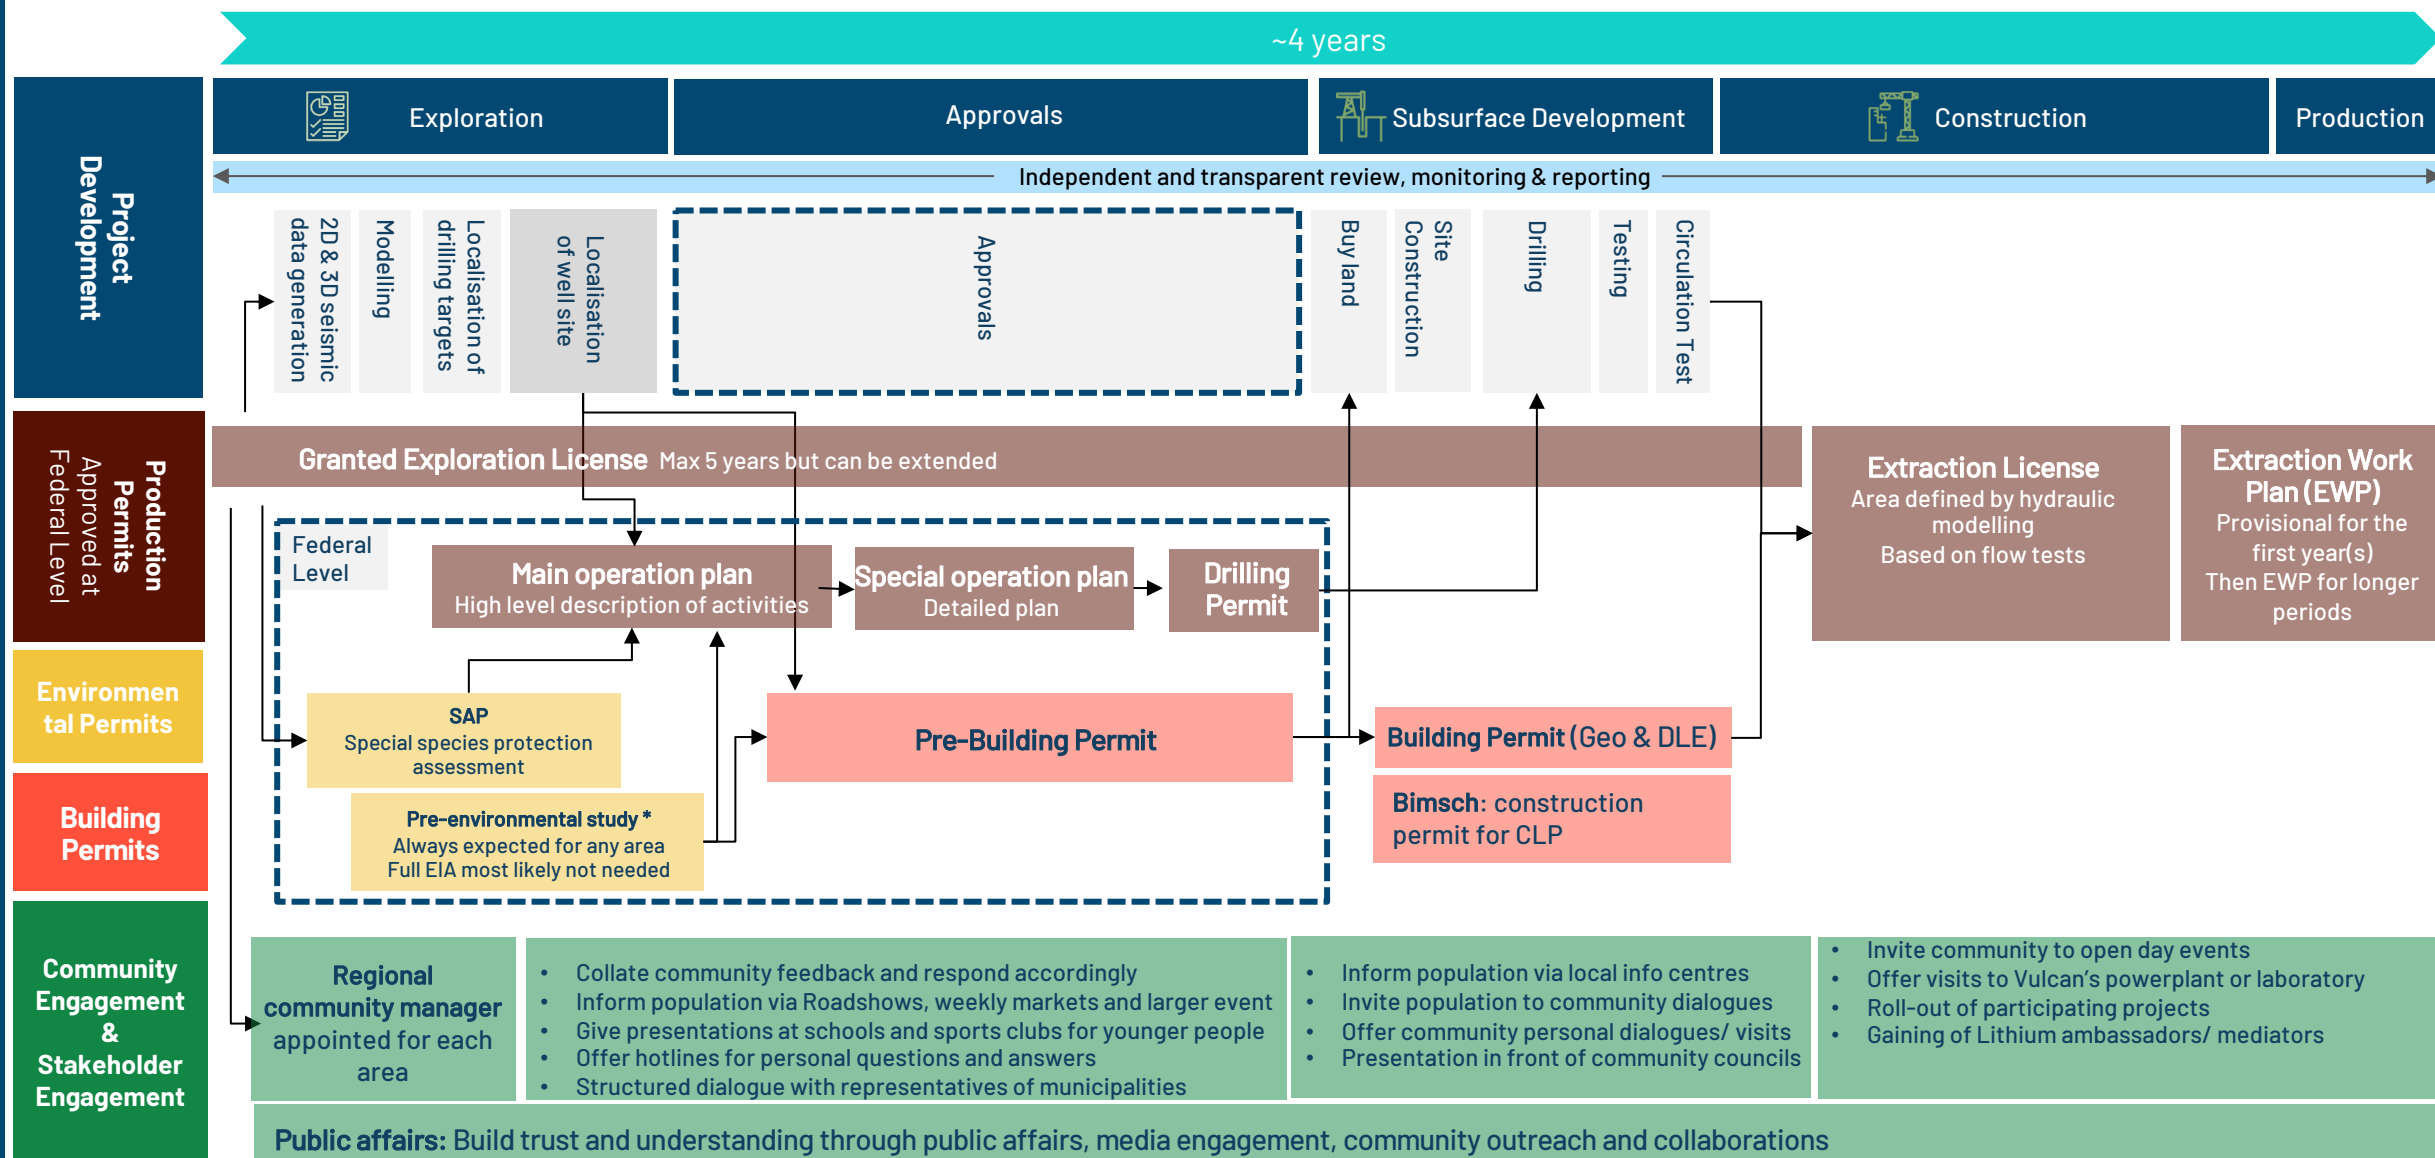 ~4 years
Exploration
Approvals
Subsurface Development
Construction
Production
Independent and transparent review, monitoring & reporting
Project
Development
2D & 3D seismic
data generation
Modelling
Localisation of
drilling targets
Localisation
of well site
Approvals
Buy land
Site
Construction
Drilling
Testing
Circulation Test
Production
Permits
Approved at
Federal Level
Granted Exploration License Max 5 years but can be extended
Extraction License
Area defined by hydraulic
modelling
Based on flow tests
Extraction Work
Plan (EWP)
Provisional for the
first year(s)
Then EWP for longer
periods
Federal
Level
Main operation plan
High level description of activities
Special operation plan
Detailed plan
Drilling
Permit
Environmen
tal Permits
SAP
Special species protection
assessment
Pre-Building Permit
Building Permit (Geo & DLE)
Building
Permits
Pre-environmental study *
Always expected for any area
Full EIA most likely not needed
Bimsch: construction
permit for CLP
Community
Engagement
&
Stakeholder
Engagement
Regional
community manager
appointed for each
area
• Collate community feedback and respond accordingly
• Inform population via Roadshows, weekly markets and larger event
• Give presentations at schools and sports clubs for younger people
• Offer hotlines for personal questions and answers
• Structured dialogue with representatives of municipalities
• Inform population via local info centres
• Invite population to community dialogues
• Offer community personal dialogues/ visits
• Presentation in front of community councils
• Invite community to open day events
• Offer visits to Vulcan's powerplant or laboratory
• Roll-out of participating projects
• Gaining of Lithium ambassadors/ mediators
Public affairs: Build trust and understanding through public affairs, media engagement, community outreach and collaborations